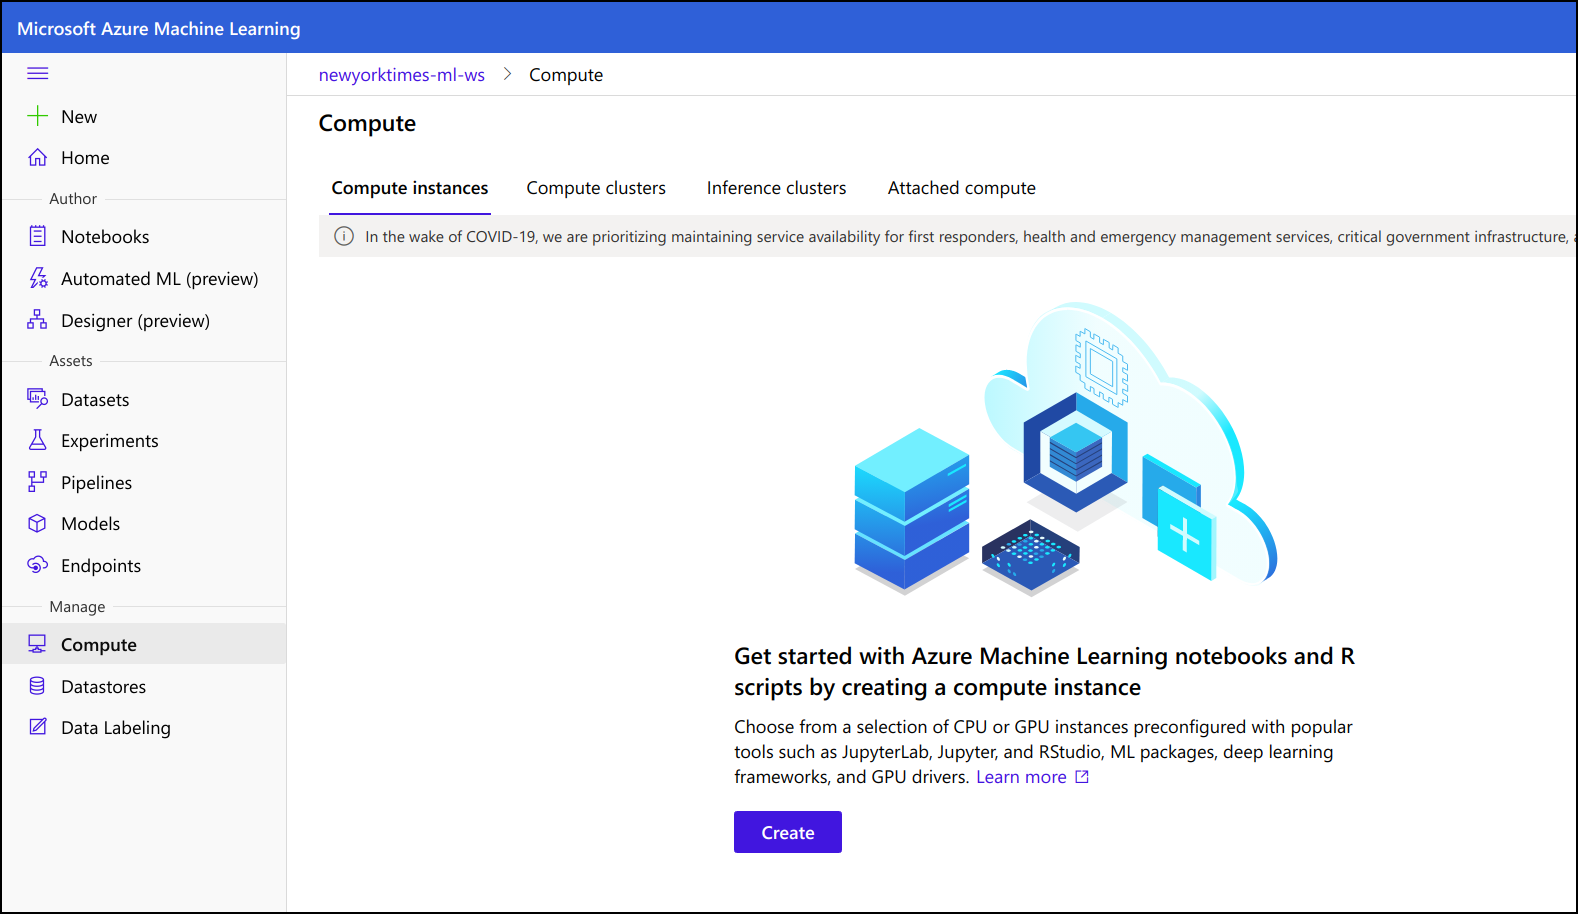 Microsoft Azure Machine Learning
newyorktimes-ml-ws > Compute
New
Home
Author
Notebooks
Automated ML (preview)
Designer (preview)
Assets
Datasets
Experiments
Pipelines
Models
Endpoints
Manage
Compute
Datastores
Data Labeling
Compute
Compute instances Compute clusters Inference clusters Attached compute
In the wake of COVID-19, we are prioritizing maintaining service availability for first responders, health and emergency management services, critical government infrastructure,
Get started with Azure Machine Learning notebooks and R
scripts by creating a compute instance
Choose from a selection of CPU or GPU instances preconfigured with popular
tools such as JupyterLab, Jupyter, and RStudio, ML packages, deep learning
frameworks, and GPU drivers. Learn more
Create